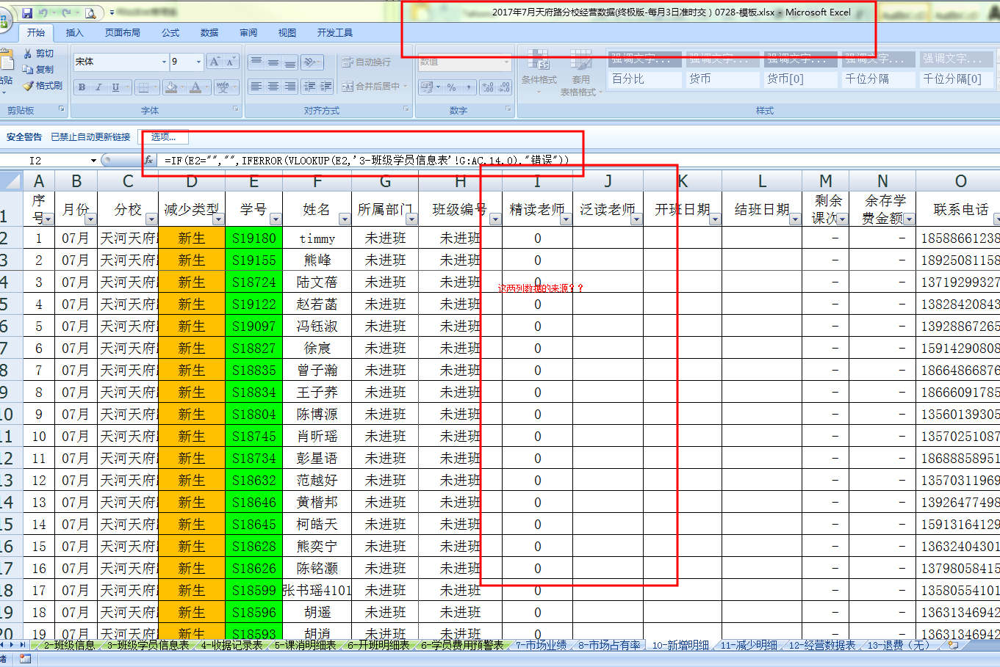 2017年7月天府路分校经营数据(终极版-每月3日准时交 ) 0728-模板.xlsx - Microsoft Excel
开始 插入 页面布局 公式 数据 审阅 视图 开发工具
剪切 宋体 9 自动换行 数值 条件格式 套用 强调文字... 强调文字... 强调文字... 强调文字... 强调文字...
复制 表格格式 百分比 货币 货币[0] 千位分隔 千位分隔[0]
格式刷 B I U A 合并后居中 % ,
剪贴板 字体 对齐方式 数字 样式
安全警告 已禁止自动更新链接 选项...
I2 fx =IF(E2="","",IFERROR(VLOOKUP(E2,'3-班级学员信息表'!G:AC,14,0),"错误"))
A B C D E F G H I J K L M N O
1 序号 月份 分校 减少类型 学号 姓名 所属部门 班级编号 精读老师 泛读老师 开班日期 结班日期 剩余课次 余存学费金额 联系电话
2 1 07月 天河天府 新生 S19180 timmy 未进班 未进班 0 - - 18588661238
3 2 07月 天河天府 新生 S19155 熊峰 未进班 未进班 0 - - 18925081158
4 3 07月 天河天府 新生 S18724 陆文蓓 未进班 未进班 0 - - 13719299327
这两列数据的来源？？
5 4 07月 天河天府 新生 S19122 赵若菡 未进班 未进班 0 - - 13828420843
6 5 07月 天河天府 新生 S19097 冯钰淑 未进班 未进班 0 - - 13928867265
7 6 07月 天河天府 新生 S18827 徐宸 未进班 未进班 0 - - 15914290808
8 7 07月 天河天府 新生 S18835 曾子瀚 未进班 未进班 0 - - 18664866876
9 8 07月 天河天府 新生 S18834 王子莽 未进班 未进班 0 - - 18666091785
10 9 07月 天河天府 新生 S18804 陈博源 未进班 未进班 0 - - 13560139305
11 10 07月 天河天府 新生 S18745 肖昕瑶 未进班 未进班 0 - - 13570251087
12 11 07月 天河天府 新生 S18734 彭星语 未进班 未进班 0 - - 18688858951
13 12 07月 天河天府 新生 S18632 范越好 未进班 未进班 0 - - 13570311969
14 13 07月 天河天府 新生 S18646 黄楷邦 未进班 未进班 0 - - 13926477498
15 14 07月 天河天府 新生 S18645 柯皓天 未进班 未进班 0 - - 15913164129
16 15 07月 天河天府 新生 S18628 熊奕宁 未进班 未进班 0 - - 13632404301
17 16 07月 天河天府 新生 S18626 陈铭灏 未进班 未进班 0 - - 13798058415
18 17 07月 天河天府 新生 S18599 张书瑶4101 未进班 未进班 0 - - 13580554101
19 18 07月 天河天府 新生 S18596 胡遥 未进班 未进班 0 - - 13631346942
20 19 07月 天河天府 新生 S18593 胡逍 未进班 未进班 0 - - 13631346942
2-班级信息 3-班级学员信息表 4-收据记录表 5-课消明细表 6-开班明细表 6-学员费用预警表 7-市场业绩 8-市场占有率 10-新增明细 11-减少明细 12-经营数据表 13-退费（无）